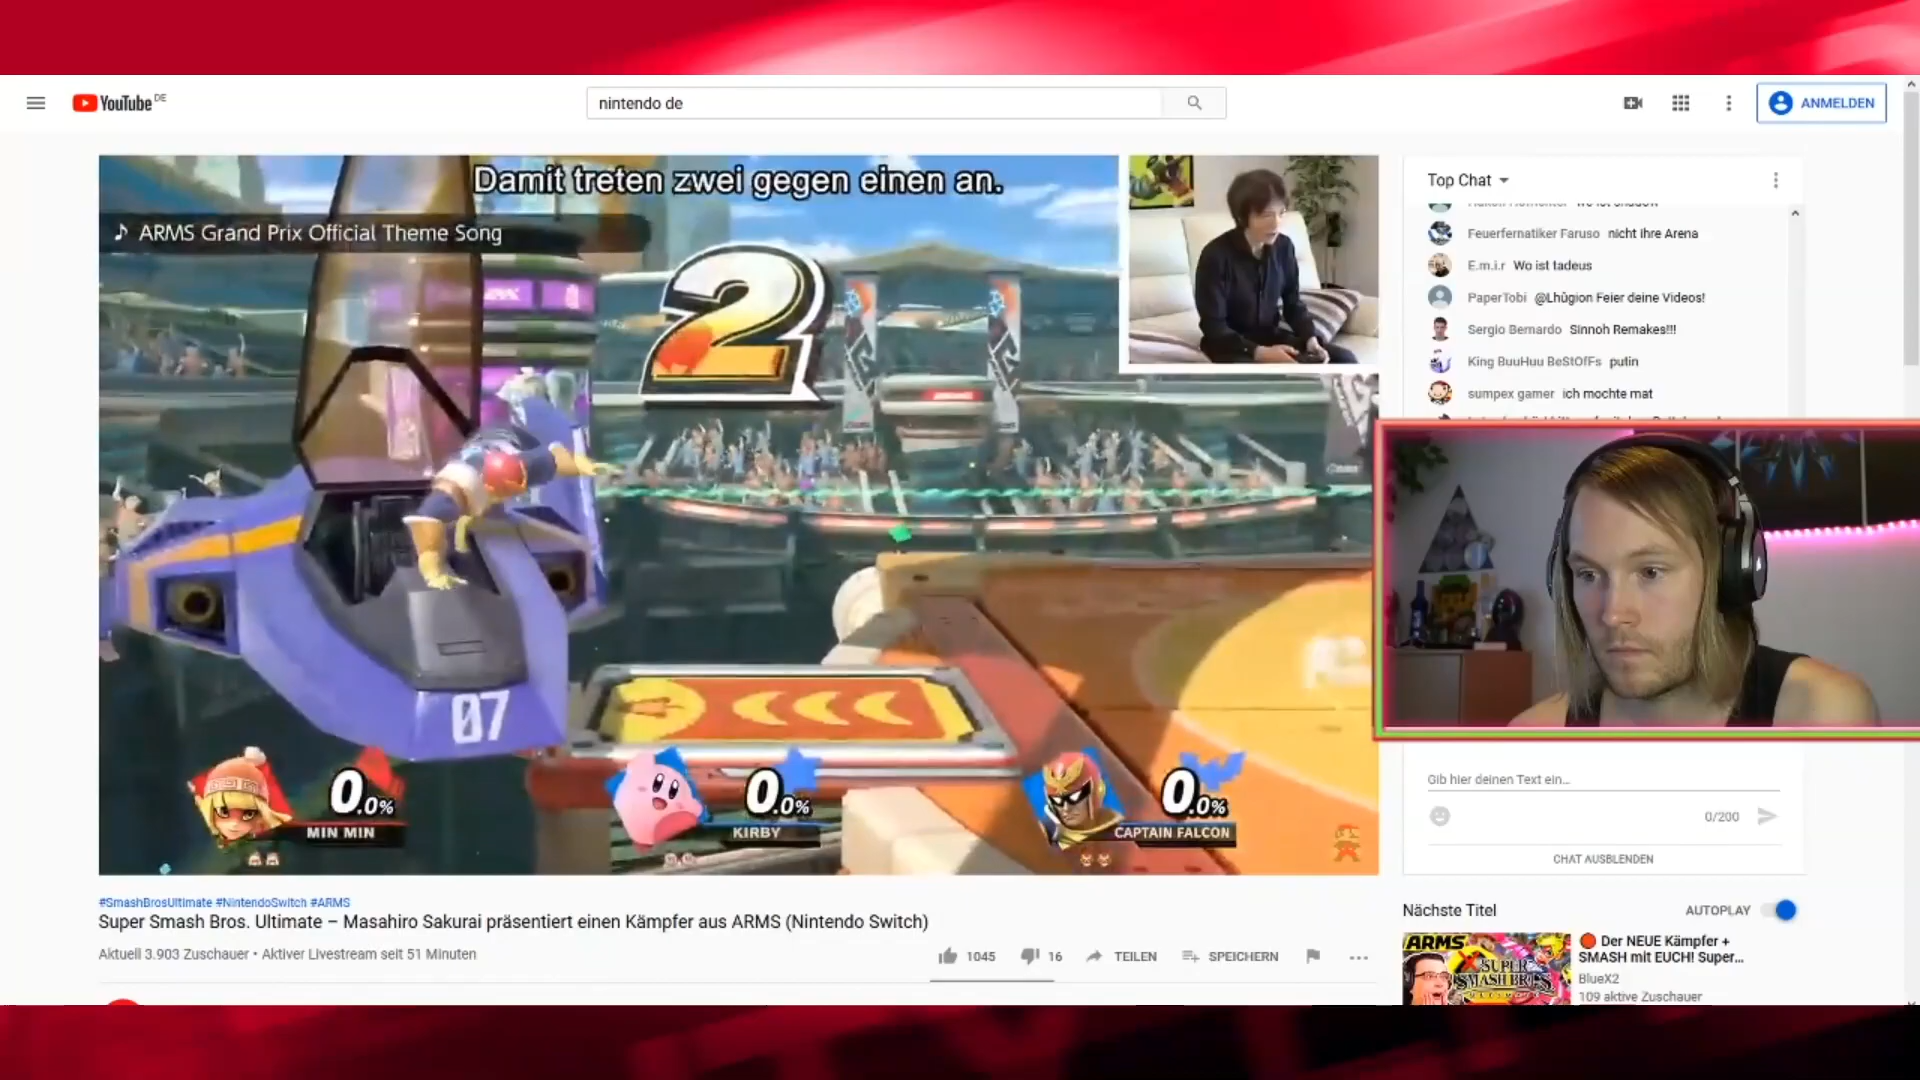 YouTube DE
nintendo de
ANMELDEN
Damit treten zwei gegen einen an.
♪ ARMS Grand Prix Official Theme Song
2
07
0.0%
MIN MIN
0.0%
KIRBY
0.0%
CAPTAIN FALCON
Top Chat
Feuerfernatiker Faruso nicht ihre Arena
E.m.i.r Wo ist tadeus
PaperTobi @Lhûgion Feier deine Videos!
Sergio Bernardo Sinnoh Remakes!!!
King BuuHuu BeStOfFs putin
sumpex gamer ich mochte mat
Gib hier deinen Text ein...
0/200
CHAT AUSBLENDEN
#SmashBrosUltimate #NintendoSwitch #ARMS
Super Smash Bros. Ultimate – Masahiro Sakurai präsentiert einen Kämpfer aus ARMS (Nintendo Switch)
Aktuell 3.903 Zuschauer • Aktiver Livestream seit 51 Minuten
1045
16
TEILEN
SPEICHERN
Nächste Titel
AUTOPLAY
ARMS
SUPER
SMASH BROS.
ULTIMATE
Der NEUE Kämpfer +
SMASH mit EUCH! Super...
BlueX2
109 aktive Zuschauer